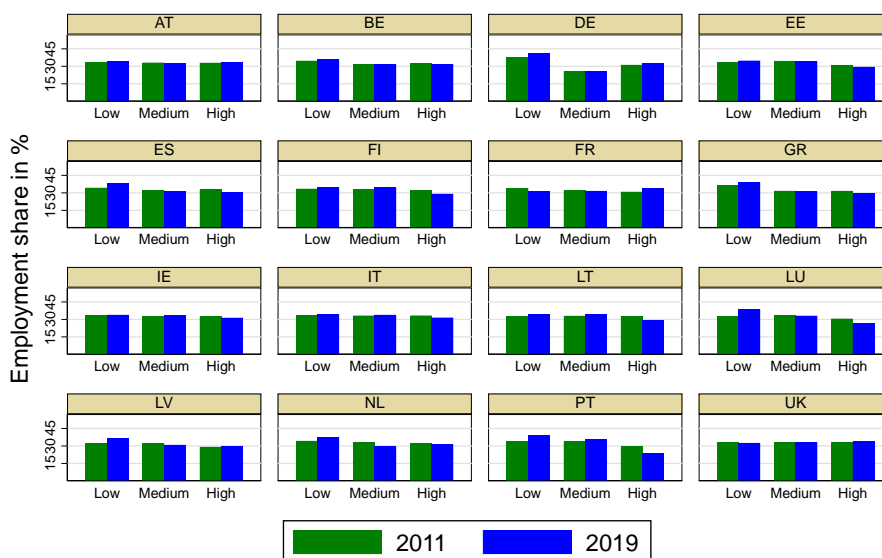 Employment share in %
AT BE DE EE
15 30 45
Low Medium High Low Medium High Low Medium High Low Medium High
ES FI FR GR
15 30 45
Low Medium High Low Medium High Low Medium High Low Medium High
IE IT LT LU
15 30 45
Low Medium High Low Medium High Low Medium High Low Medium High
LV NL PT UK
15 30 45
Low Medium High Low Medium High Low Medium High Low Medium High
2011 2019